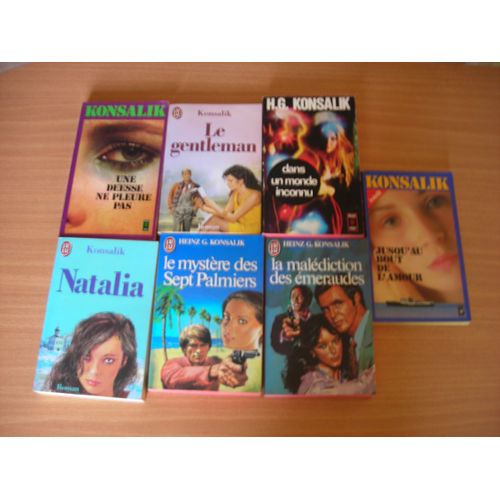 KONSALIK
UNE
DEESSE
NE PLEURE
PAS
Konsalik
Le
gentleman
Roman
H.G. KONSALIK
dans
un monde
inconnu
KONSALIK
JUSQU'AU
BOUT
DE
L'AMOUR
Konsalik
Natalia
Roman
HEINZ G. KONSALIK
le mystère des
Sept Palmiers
HEINZ G. KONSALIK
la malédiction
des émeraudes